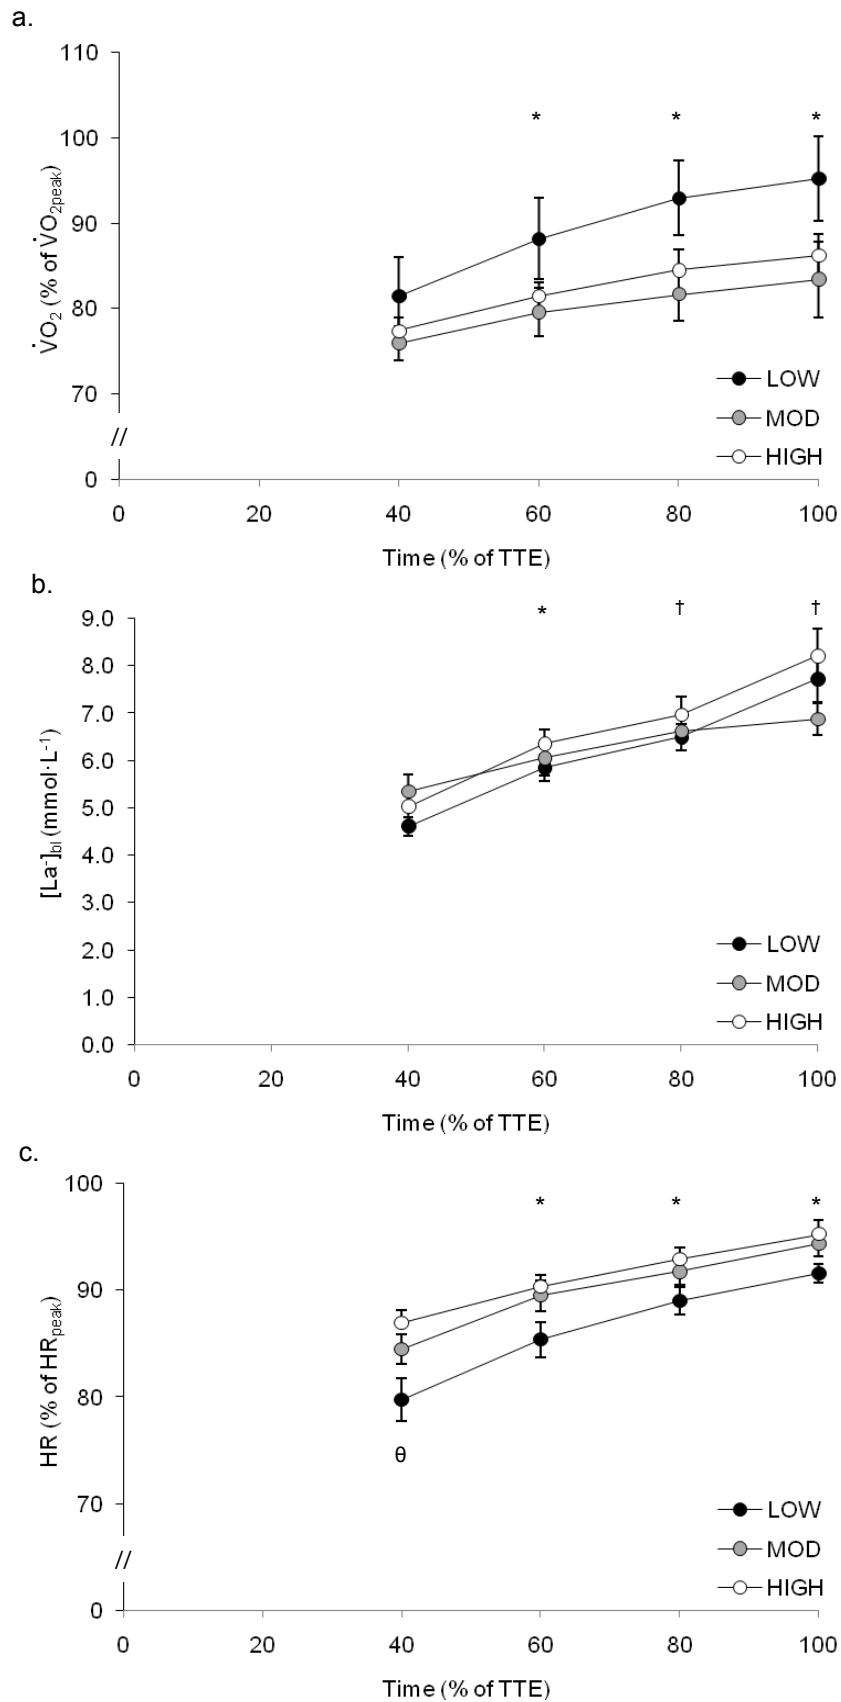 a.
110
100
90
80
70
0
V̇O₂ (% of V̇O₂peak)
* * *
LOW
MOD
HIGH
//
0 20 40 60 80 100
Time (% of TTE)
b.
9.0
8.0
7.0
6.0
5.0
4.0
3.0
2.0
1.0
0.0
[La⁻]bl (mmol·L⁻¹)
* † †
LOW
MOD
HIGH
0 20 40 60 80 100
Time (% of TTE)
c.
100
90
80
70
0
HR (% of HRpeak)
* * *
θ
LOW
MOD
HIGH
//
0 20 40 60 80 100
Time (% of TTE)